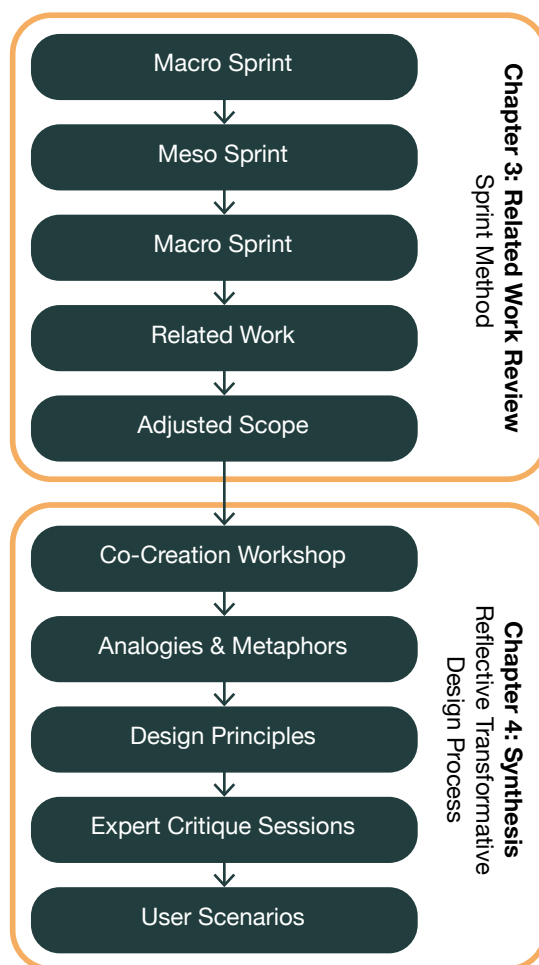 Macro Sprint
Meso Sprint
Macro Sprint
Related Work
Adjusted Scope
Chapter 3: Related Work Review
Sprint Method
Co-Creation Workshop
Analogies & Metaphors
Design Principles
Expert Critique Sessions
User Scenarios
Chapter 4: Synthesis
Reflective Transformative
Design Process